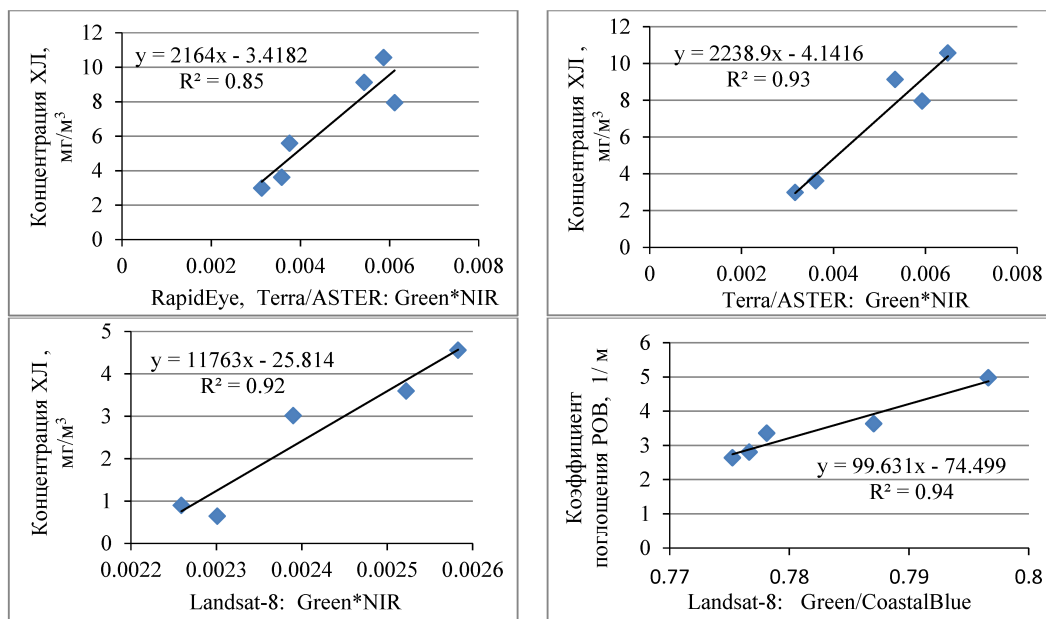 Концентрация ХЛ,
мг/м³
12
10
8
6
4
2
0
y = 2164x - 3.4182
R² = 0.85
0 0.002 0.004 0.006 0.008
RapidEye, Terra/ASTER: Green*NIR
Концентрация ХЛ ,
мг/м³
12
10
8
6
4
2
0
y = 2238.9x - 4.1416
R² = 0.93
0 0.002 0.004 0.006 0.008
Terra/ASTER: Green*NIR
Концентрация ХЛ ,
мг/м³
5
4
3
2
1
0
y = 11763x - 25.814
R² = 0.92
0.0022 0.0023 0.0024 0.0025 0.0026
Landsat-8: Green*NIR
Коэффициент
поглощения РОВ, 1/ м
6
5
4
3
2
1
0
y = 99.631x - 74.499
R² = 0.94
0.77 0.78 0.79 0.8
Landsat-8: Green/CoastalBlue